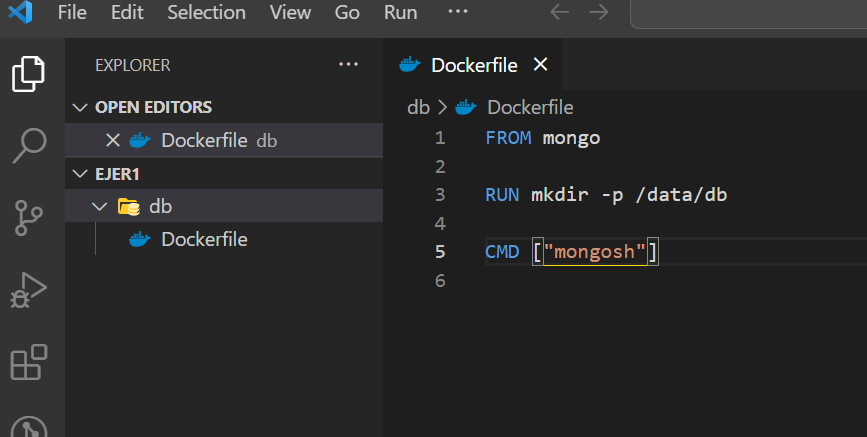 File Edit Selection View Go Run ...
EXPLORER ...
OPEN EDITORS
Dockerfile db
EJER1
db
Dockerfile
Dockerfile
db > Dockerfile
1 FROM mongo
2
3 RUN mkdir -p /data/db
4
5 CMD ["mongosh"]
6